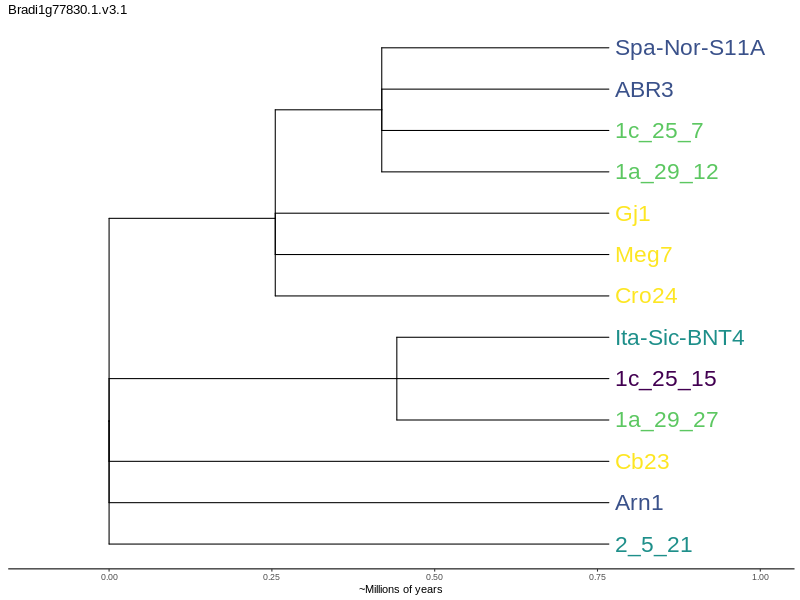 Bradi1g77830.1.v3.1
Spa-Nor-S11A
ABR3
1c_25_7
1a_29_12
Gj1
Meg7
Cro24
Ita-Sic-BNT4
1c_25_15
1a_29_27
Cb23
Arn1
2_5_21
0.00 0.25 0.50 0.75 1.00
~Millions of years